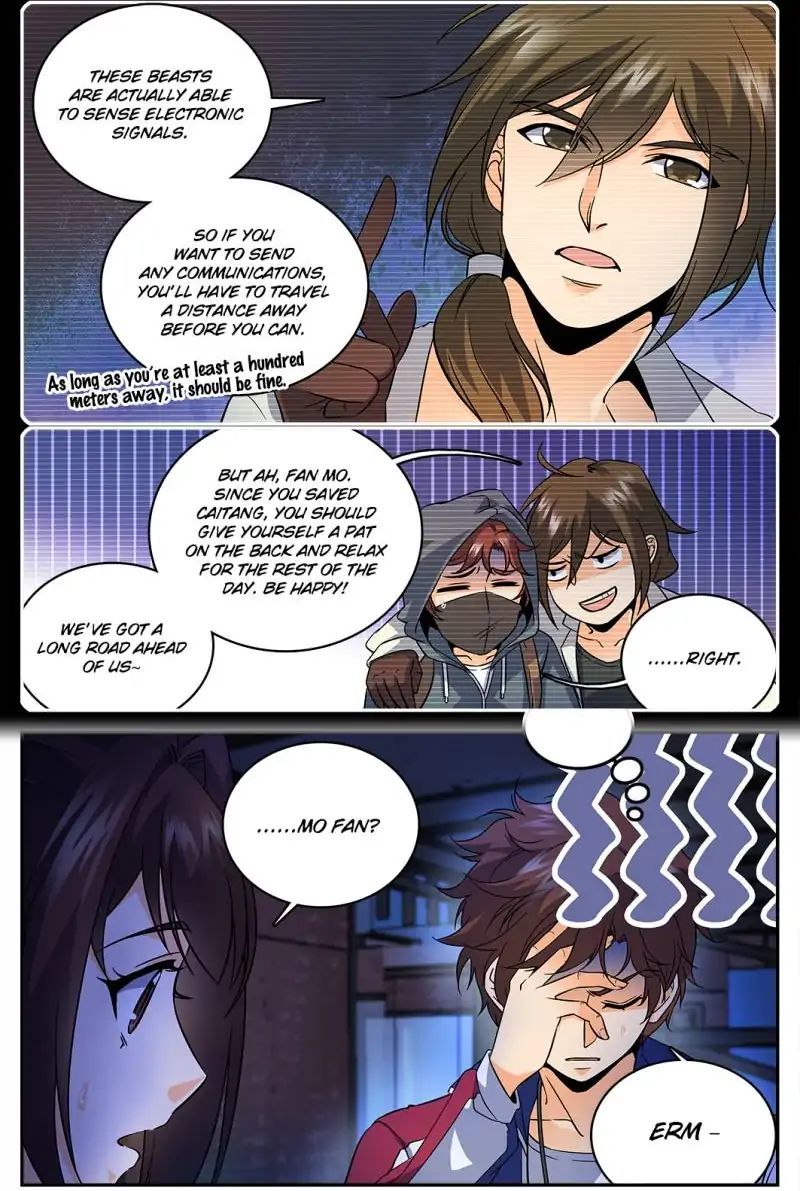 THESE BEASTS
ARE ACTUALLY ABLE
TO SENSE ELECTRONIC
SIGNALS.
SO IF YOU
WANT TO SEND
ANY COMMUNICATIONS,
YOU'LL HAVE TO TRAVEL
A DISTANCE AWAY
BEFORE YOU CAN.
As long as you're at least a hundred
meters away, it should be fine.
BUT AH, FAN MO.
SINCE YOU SAVED
CAITANG, YOU SHOULD
GIVE YOURSELF A PAT
ON THE BACK AND RELAX
FOR THE REST OF THE
DAY. BE HAPPY!
WE'VE GOT A
LONG ROAD AHEAD
OF US~
......RIGHT.
......MO FAN?
ERM –